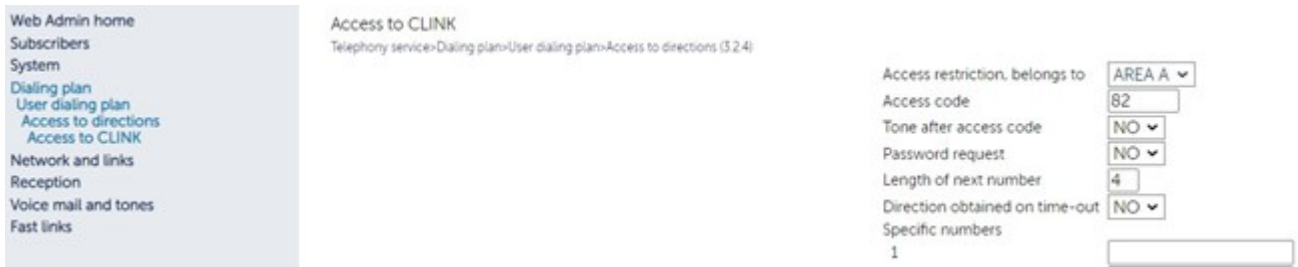 Web Admin home
Subscribers
System
Dialing plan
User dialing plan
Access to directions
Access to CLINK
Network and links
Reception
Voice mail and tones
Fast links
Access to CLINK
Telephony service>Dialing plan>User dialing plan>Access to directions (3.2.4)
Access restriction, belongs to AREA A
Access code 82
Tone after access code NO
Password request NO
Length of next number 4
Direction obtained on time-out NO
Specific numbers
1